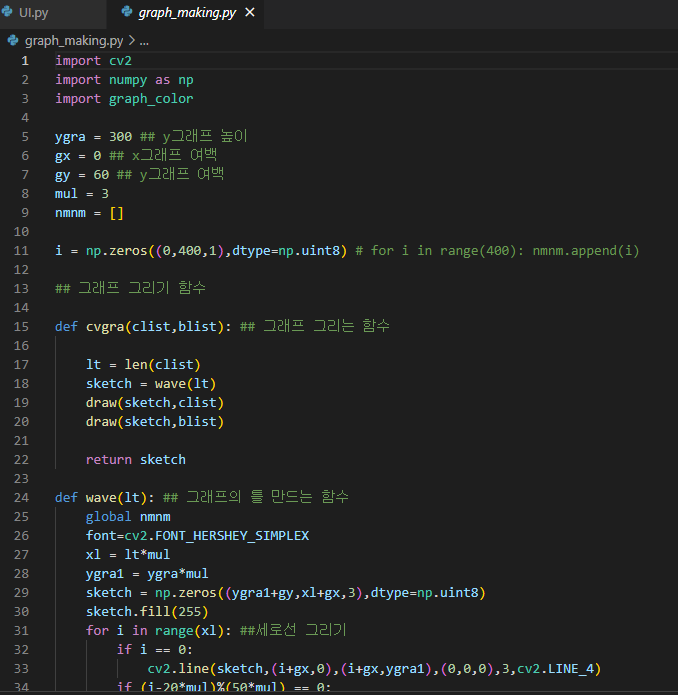 UI.py graph_making.py ×
graph_making.py > ...
1 import cv2
2 import numpy as np
3 import graph_color
4
5 ygra = 300 ## y그래프 높이
6 gx = 0 ## x그래프 여백
7 gy = 60 ## y그래프 여백
8 mul = 3
9 nmnm = []
10
11 i = np.zeros((0,400,1),dtype=np.uint8) # for i in range(400): nmnm.append(i)
12
13 ## 그래프 그리기 함수
14
15 def cvgra(clist,blist): ## 그래프 그리는 함수
16
17     lt = len(clist)
18     sketch = wave(lt)
19     draw(sketch,clist)
20     draw(sketch,blist)
21
22     return sketch
23
24 def wave(lt): ## 그래프의 틀 만드는 함수
25     global nmnm
26     font=cv2.FONT_HERSHEY_SIMPLEX
27     xl = lt*mul
28     ygra1 = ygra*mul
29     sketch = np.zeros((ygra1+gy,xl+gx,3),dtype=np.uint8)
30     sketch.fill(255)
31     for i in range(xl): ##세로선 그리기
32         if i == 0:
33             cv2.line(sketch,(i+gx,0),(i+gx,ygra1),(0,0,0),3,cv2.LINE_4)
34         if (i-20*mul)%(50*mul) == 0: